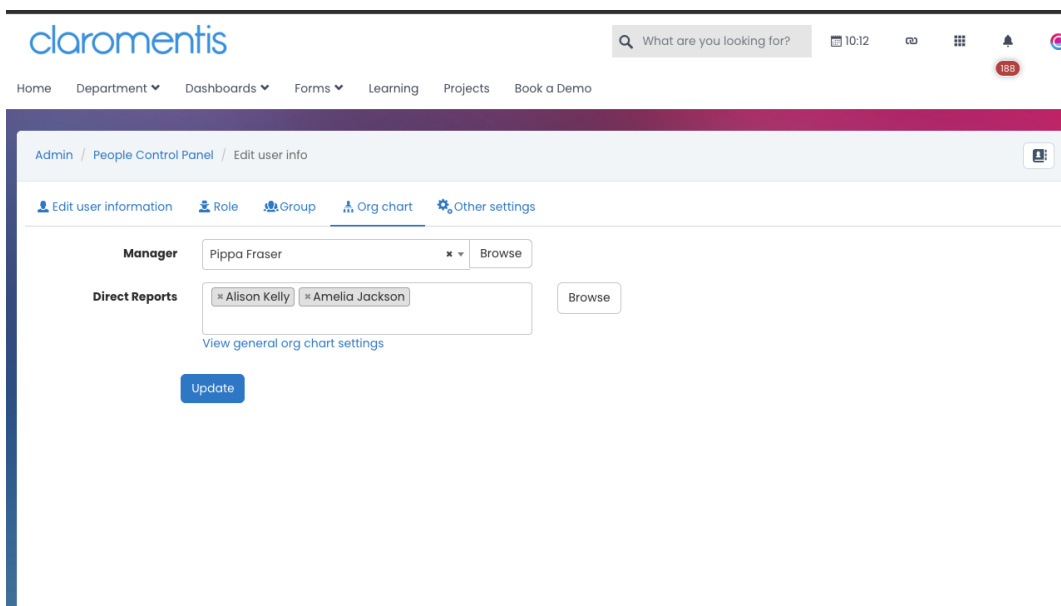 claromentis
What are you looking for?
10:12
188
Home Department Dashboards Forms Learning Projects Book a Demo
Admin / People Control Panel / Edit user info
Edit user information Role Group Org chart Other settings
Manager Pippa Fraser × Browse
Direct Reports × Alison Kelly × Amelia Jackson Browse
View general org chart settings
Update